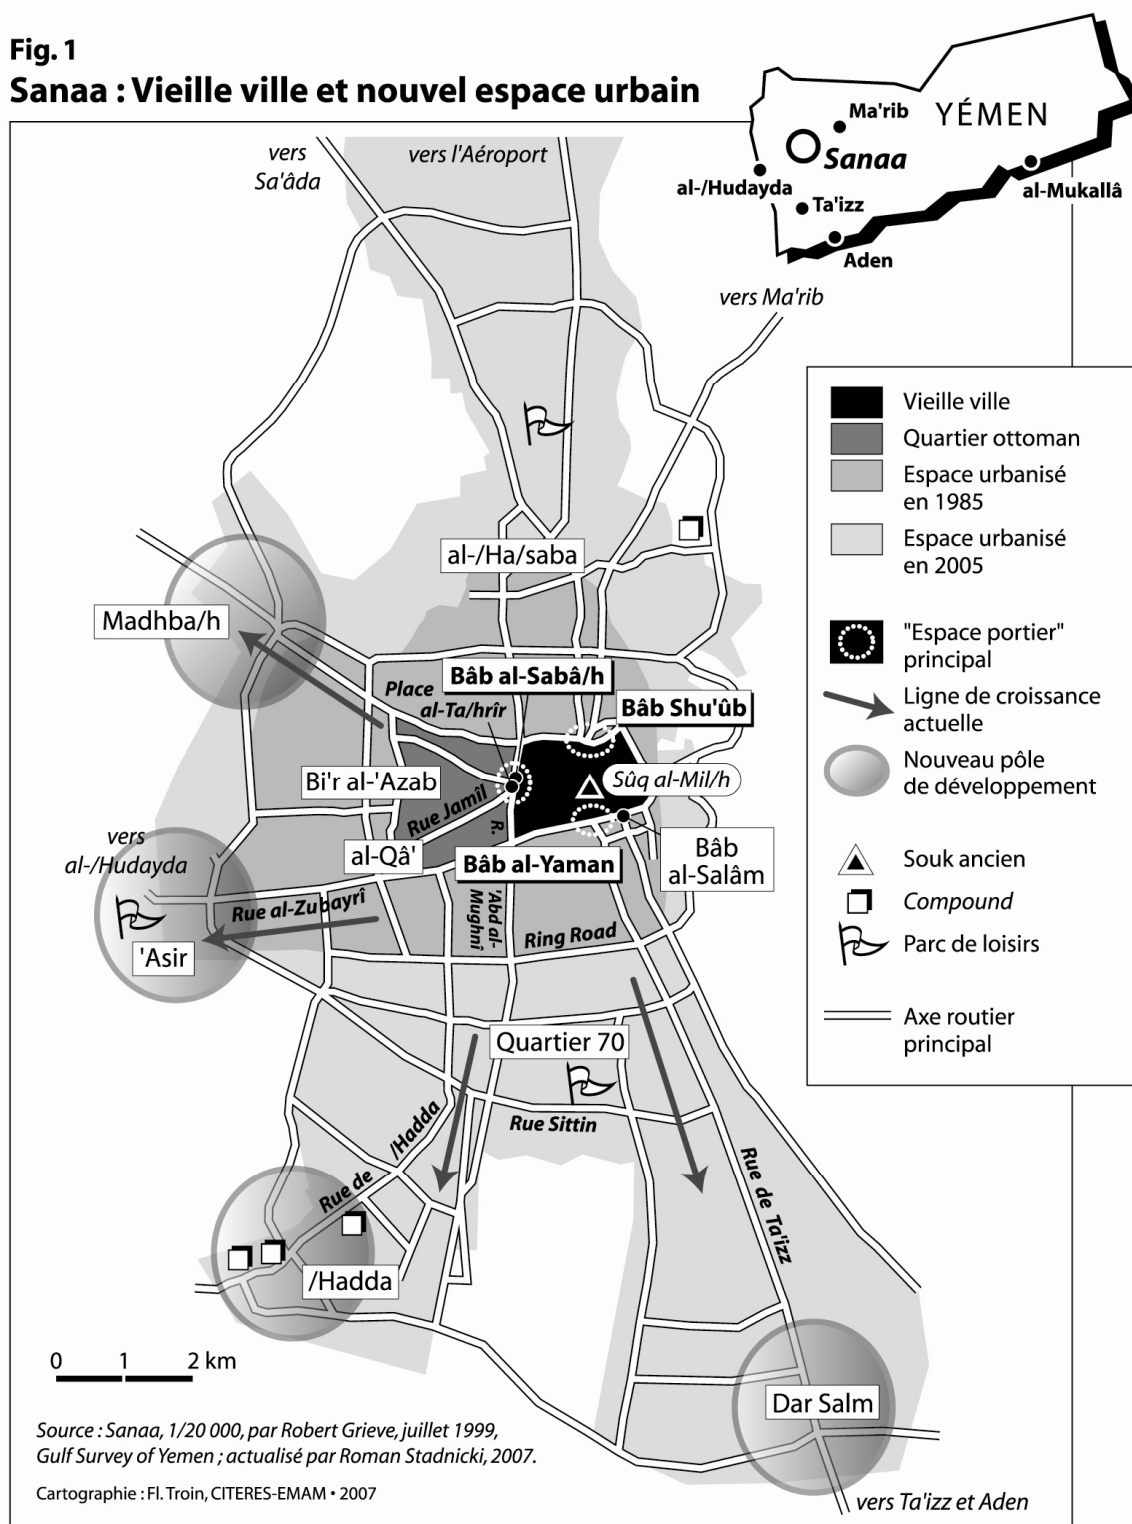 Fig. 1
Sanaa : Vieille ville et nouvel espace urbain
Ma'rib
YÉMEN
Sanaa
al-/Hudayda
al-Mukallâ
Ta'izz
Aden
vers
Sa'âda
vers l'Aéroport
vers Ma'rib
al-/Ha/saba
Madhba/h
Bâb al-Sabâ/h
Place
al-Ta/hrîr
Bâb Shu'ûb
Bi'r al-'Azab
Sûq al-Mil/h
Rue Jamîl
R.
'Abd al-
Mughnî
vers
al-/Hudayda
al-Qâ'
Bâb al-Yaman
Bâb
al-Salâm
Rue al-Zubayrî
Ring Road
'Asir
Quartier 70
Rue Sittin
Rue de /Hadda
Rue de Ta'izz
/Hadda
Dar Salm
vers Ta'izz et Aden
0 1 2 km
Source : Sanaa, 1/20 000, par Robert Grieve, juillet 1999,
Gulf Survey of Yemen ; actualisé par Roman Stadnicki, 2007.
Cartographie : Fl. Troin, CITERES-EMAM • 2007
Vieille ville
Quartier ottoman
Espace urbanisé
en 1985
Espace urbanisé
en 2005
"Espace portier"
principal
Ligne de croissance
actuelle
Nouveau pôle
de développement
Souk ancien
Compound
Parc de loisirs
Axe routier
principal